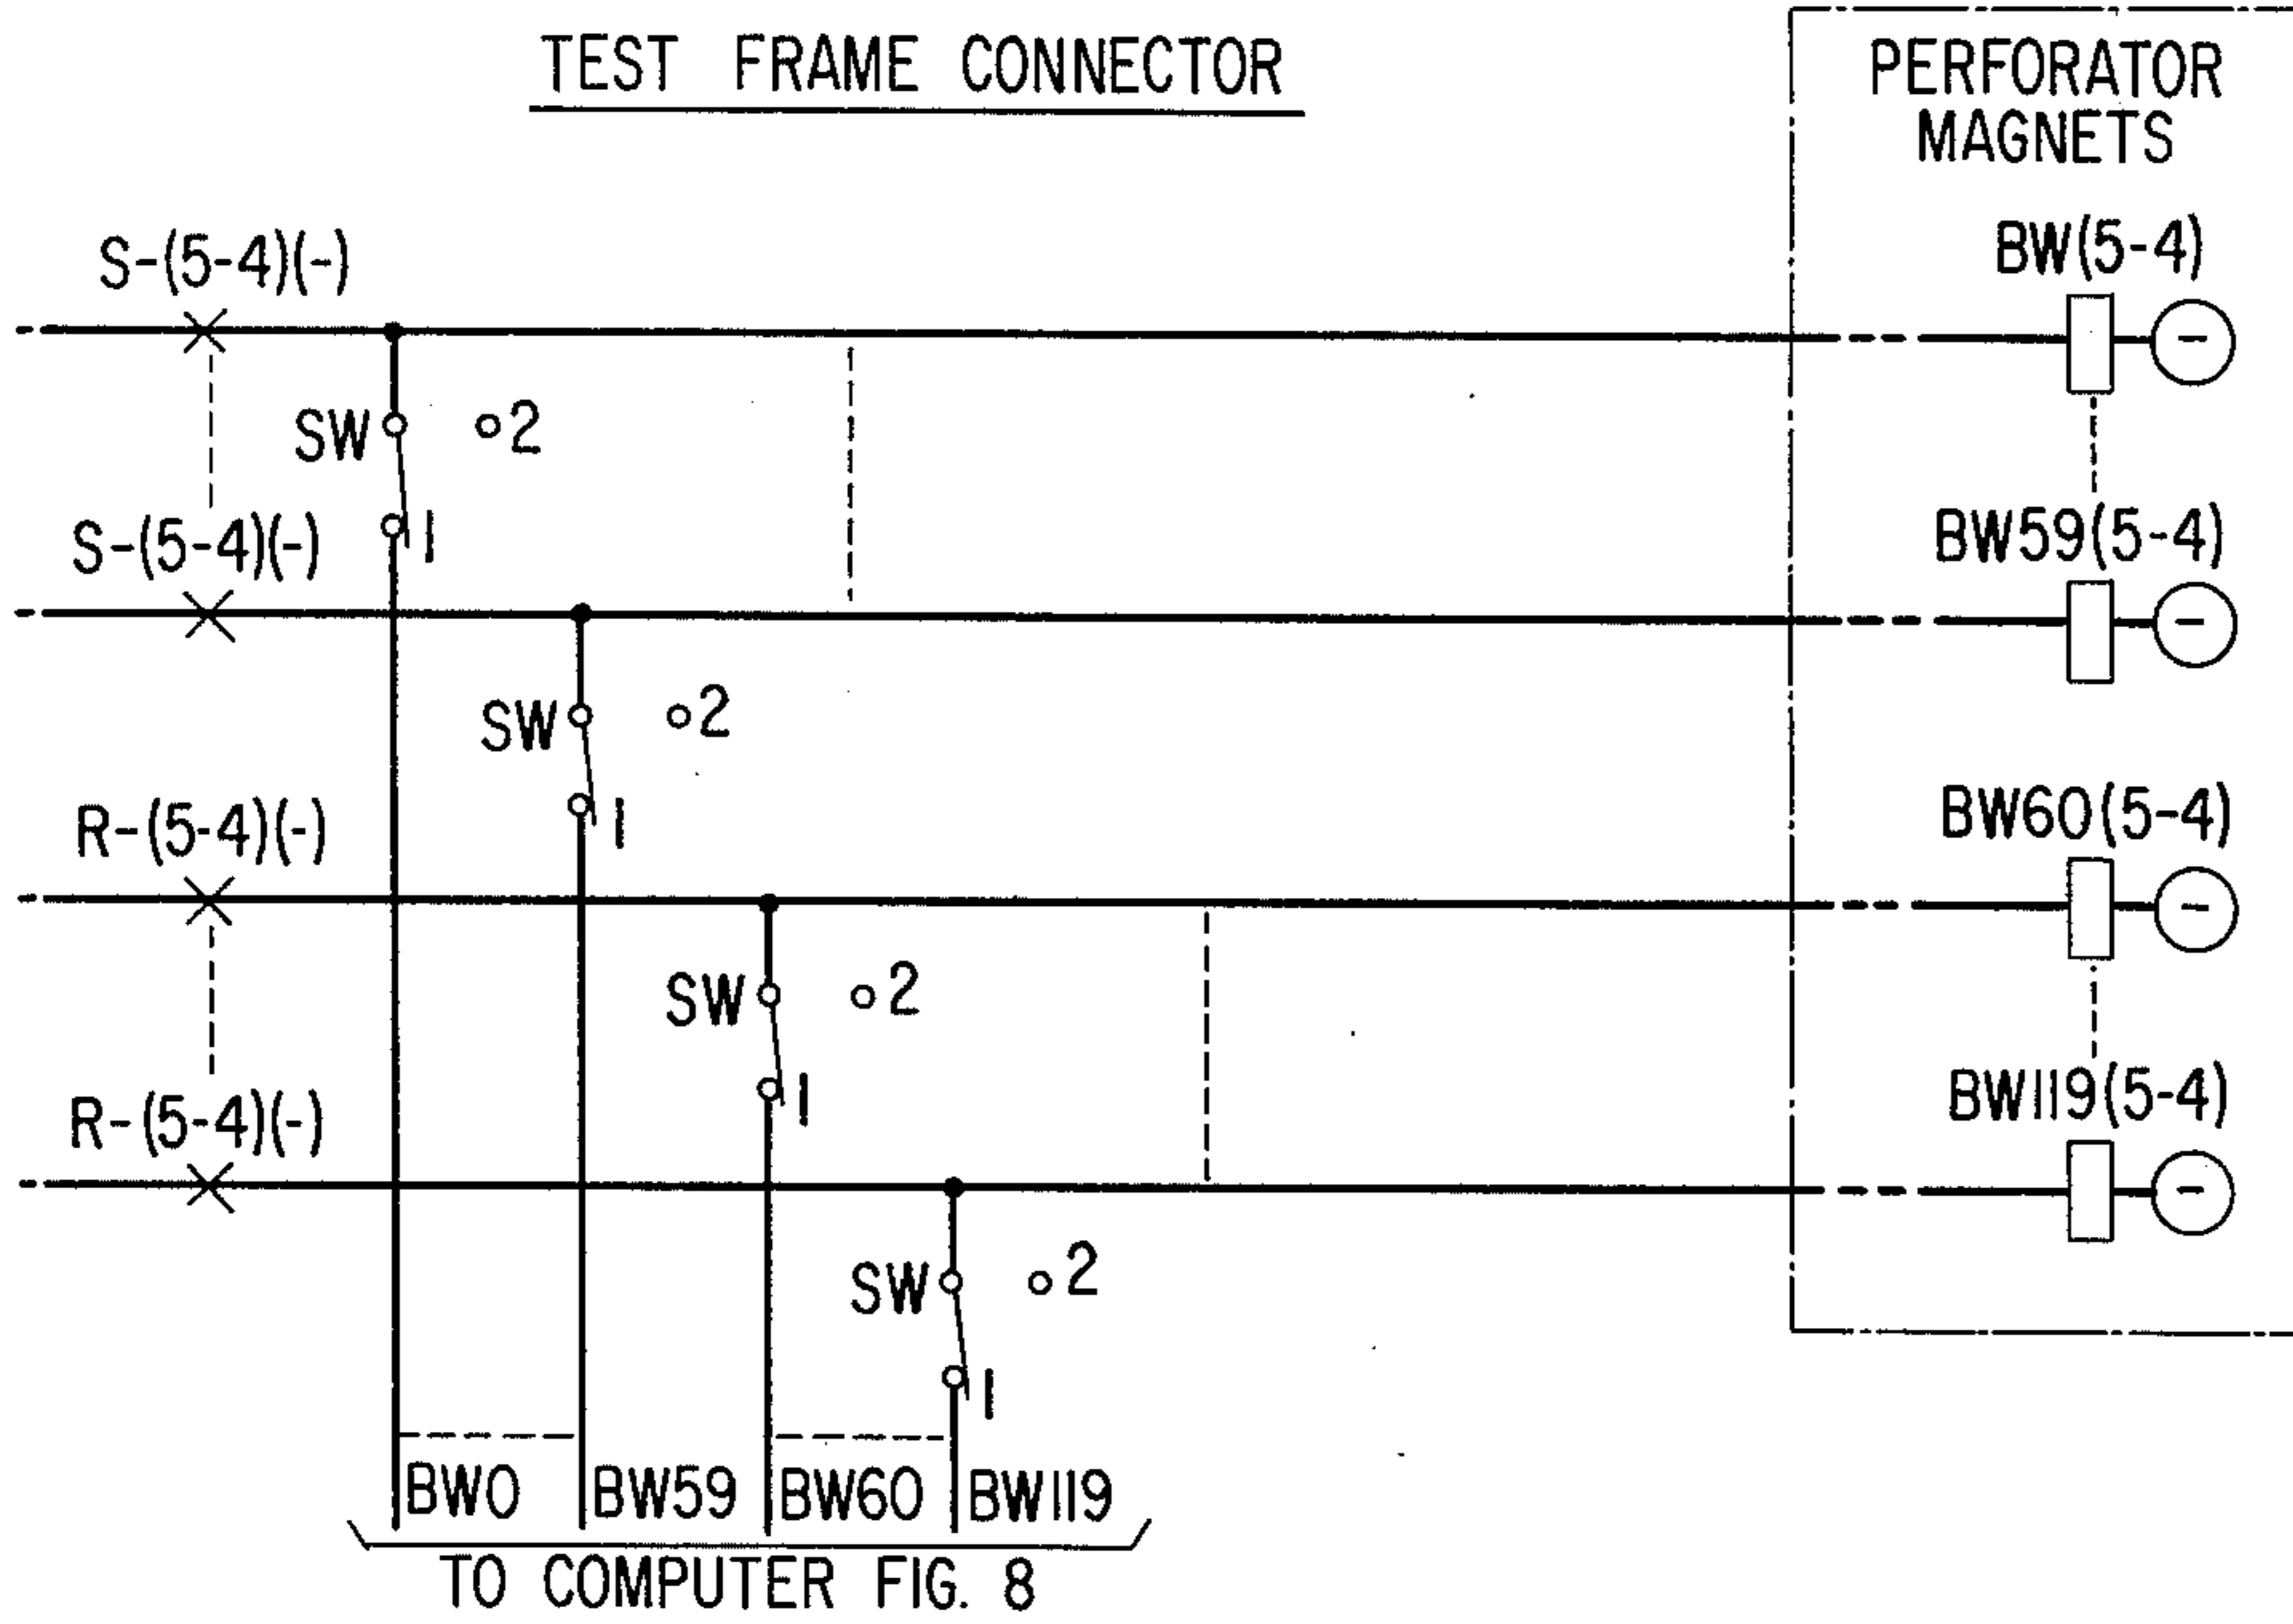 TEST FRAME CONNECTOR
PERFORATOR
MAGNETS
S-(5-4)(-)
BW(5-4)
SW
2
1
S-(5-4)(-)
BW59(5-4)
SW
2
1
R-(5-4)(-)
BW60(5-4)
SW
2
1
R-(5-4)(-)
BW119(5-4)
SW
2
1
BW0
BW59
BW60
BW119
TO COMPUTER FIG. 8